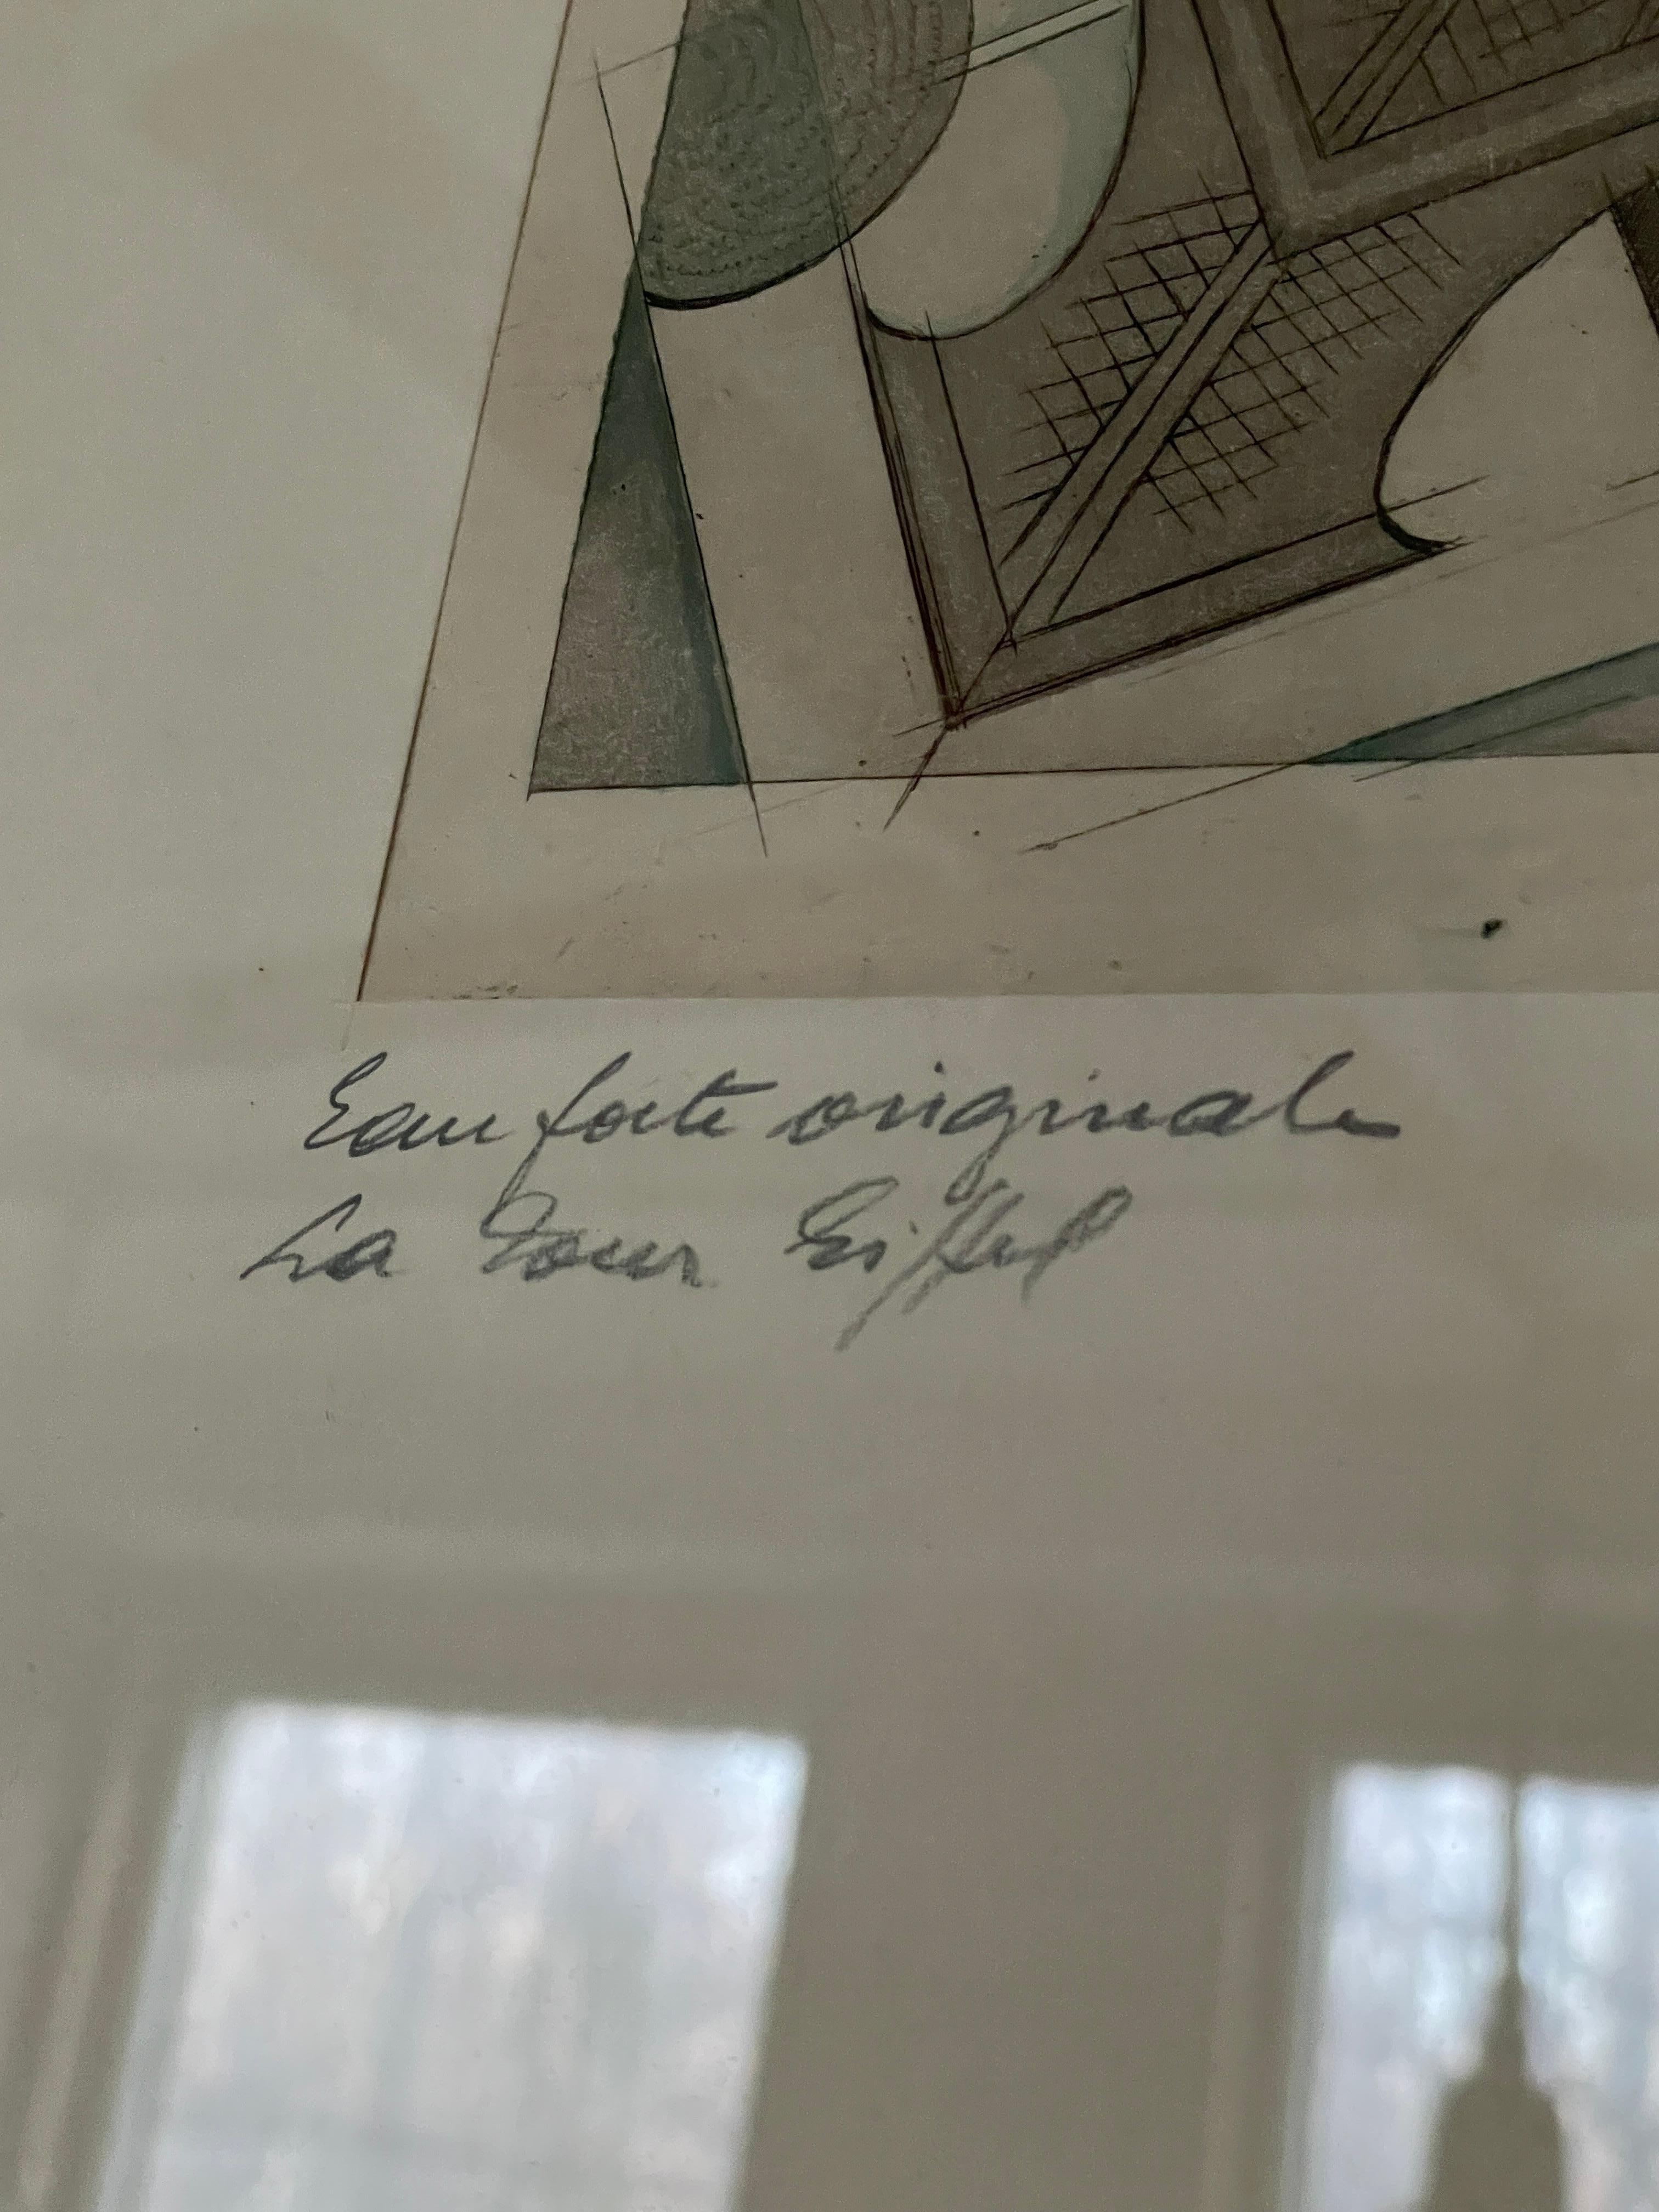 Eau forte originale
La Tour Eiffel